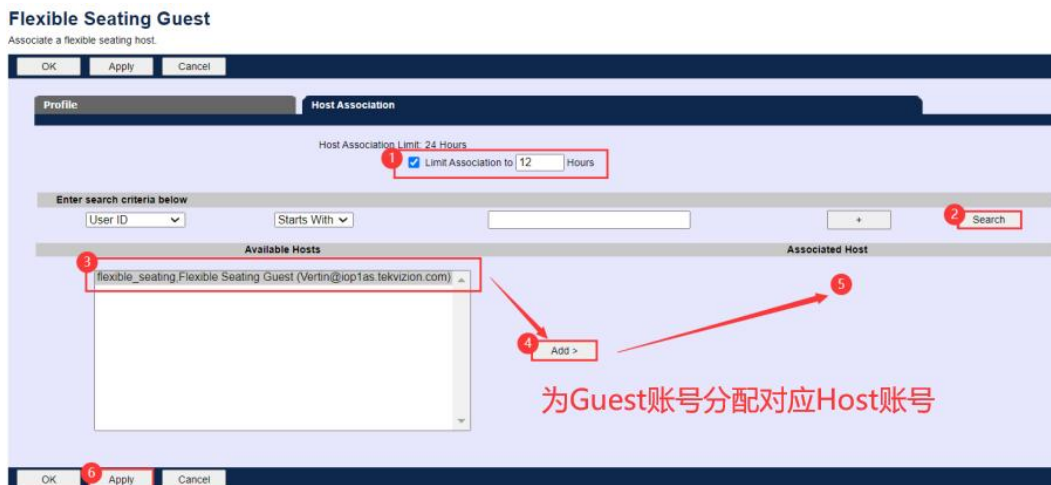 Flexible Seating Guest
Associate a flexible seating host.
OK Apply Cancel
Profile Host Association
Host Association Limit: 24 Hours
1 Limit Association to 12 Hours
Enter search criteria below
User ID Starts With + 2 Search
Available Hosts Associated Host
3
flexible_seating,Flexible Seating Guest (Vertin@iop1as.tekvizion.com)
5
4 Add >
为Guest账号分配对应Host账号
OK 6 Apply Cancel